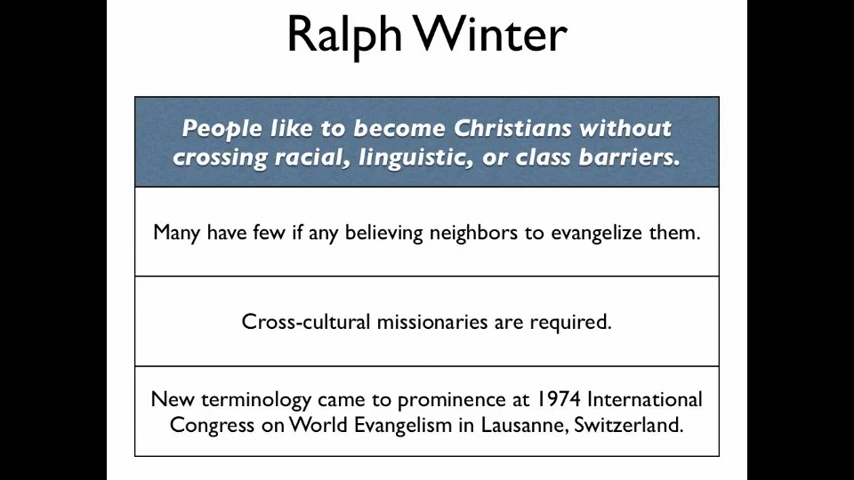 Ralph Winter
People like to become Christians without
crossing racial, linguistic, or class barriers.
Many have few if any believing neighbors to evangelize them.
Cross-cultural missionaries are required.
New terminology came to prominence at 1974 International
Congress on World Evangelism in Lausanne, Switzerland.